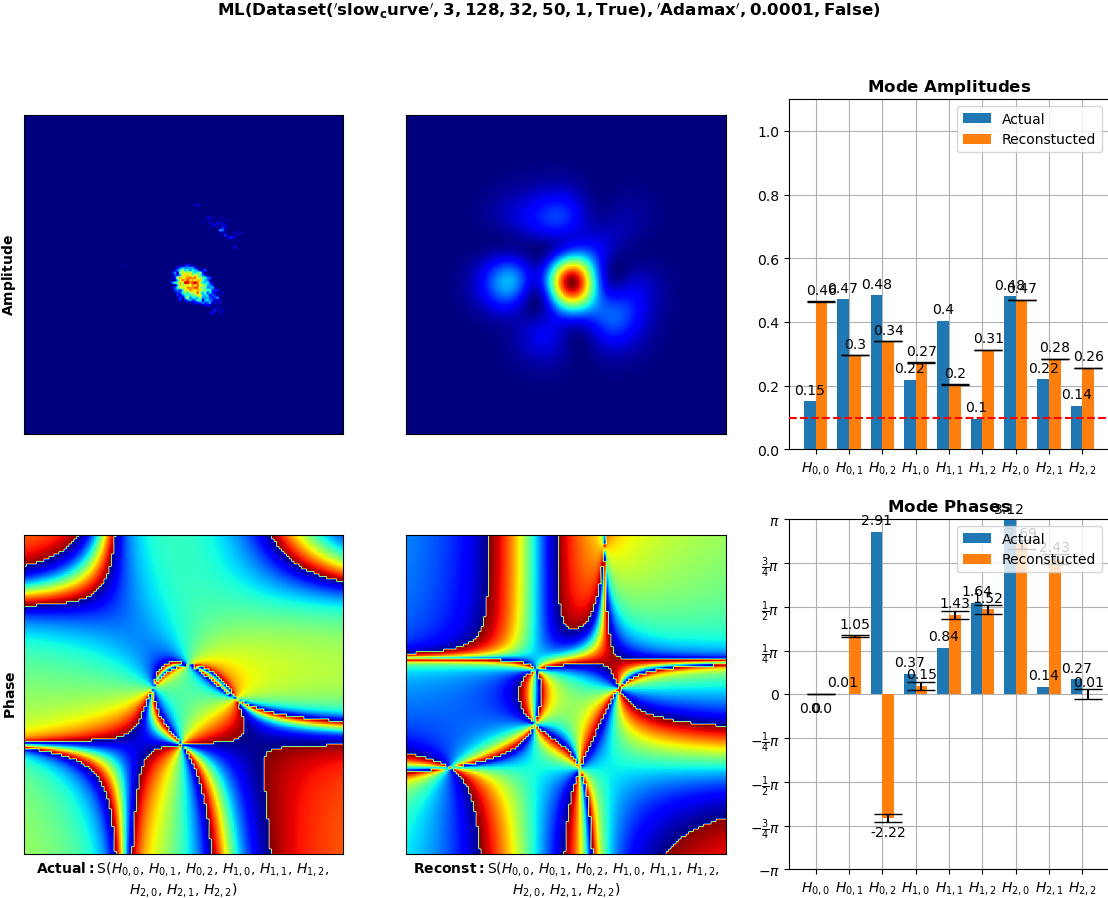 ML(Dataset('slow_curve', 3, 128, 32, 50, 1, True), 'Adamax', 0.0001, False)
Mode Amplitudes
Amplitude
Actual
Reconstucted
1.0
0.8
0.6
0.4
0.2
0.0
0.15
0.46
0.47
0.3
0.48
0.34
0.22
0.27
0.4
0.2
0.1
0.31
0.48
0.47
0.22
0.28
0.14
0.26
H0,0 H0,1 H0,2 H1,0 H1,1 H1,2 H2,0 H2,1 H2,2
Mode Phases
Phase
Actual
Reconstucted
π
3/4π
1/2π
1/4π
0
−1/4π
−1/2π
−3/4π
−π
0.0
0.0
0.01
1.05
2.91
-2.22
0.37
0.15
0.84
1.43
1.64
1.52
3.12
2.69
0.14
2.43
0.27
0.01
H0,0 H0,1 H0,2 H1,0 H1,1 H1,2 H2,0 H2,1 H2,2
Actual: S(H0,0, H0,1, H0,2, H1,0, H1,1, H1,2,
H2,0, H2,1, H2,2)
Reconst: S(H0,0, H0,1, H0,2, H1,0, H1,1, H1,2,
H2,0, H2,1, H2,2)